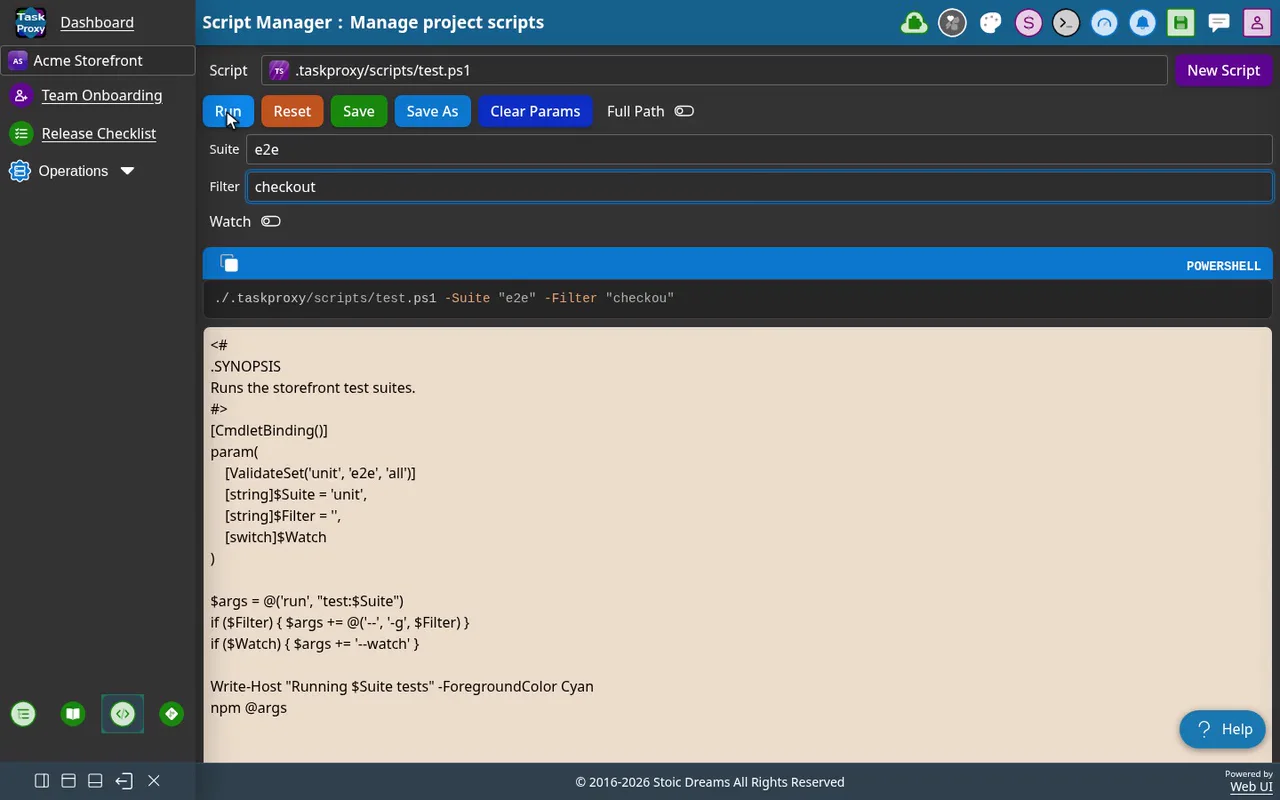 Task Proxy
Dashboard
Script Manager : Manage project scripts
S
AS
Acme Storefront
Team Onboarding
Release Checklist
Operations
Script
TS
.taskproxy/scripts/test.ps1
New Script
Run
Reset
Save
Save As
Clear Params
Full Path
Suite
e2e
Filter
checkout
Watch
POWERSHELL
./.taskproxy/scripts/test.ps1 -Suite "e2e" -Filter "checkou"
<#
.SYNOPSIS
Runs the storefront test suites.
#>
[CmdletBinding()]
param(
    [ValidateSet('unit', 'e2e', 'all')]
    [string]$Suite = 'unit',
    [string]$Filter = '',
    [switch]$Watch
)
$args = @('run', "test:$Suite")
if ($Filter) { $args += @('--', '-g', $Filter) }
if ($Watch) { $args += '--watch' }
Write-Host "Running $Suite tests" -ForegroundColor Cyan
npm @args
? Help
© 2016-2026 Stoic Dreams All Rights Reserved
Powered by
Web UI